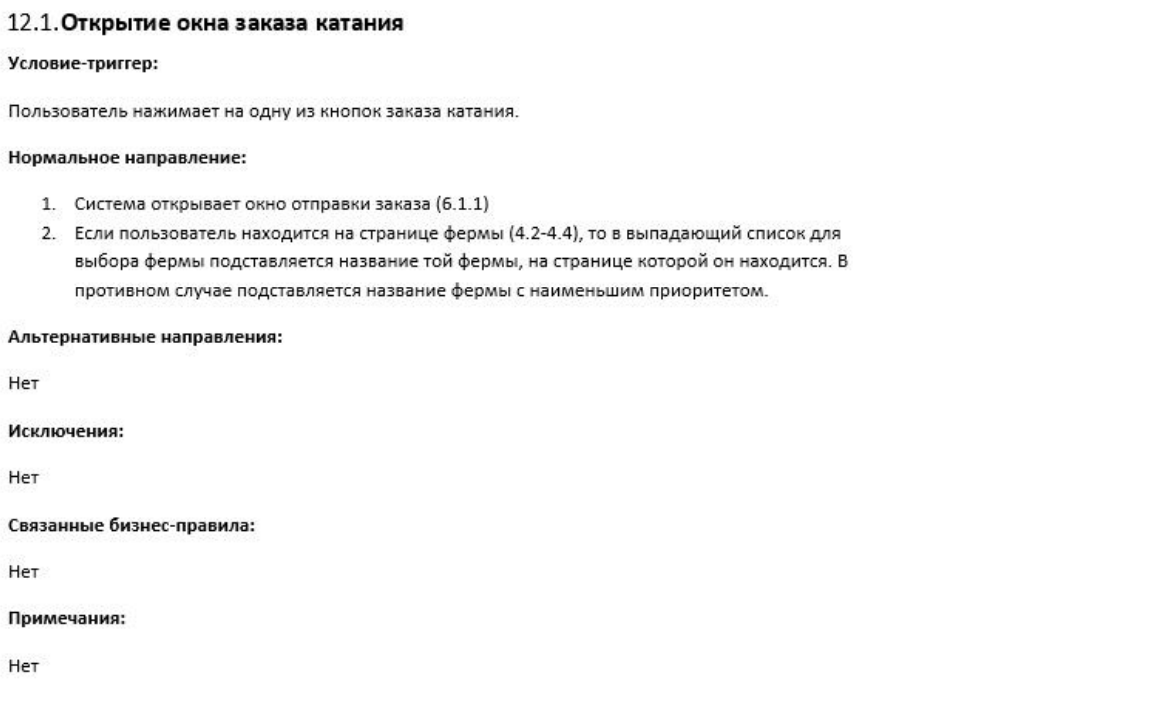 12.1.Открытие окна заказа катания
Условие-триггер:
Пользователь нажимает на одну из кнопок заказа катания.
Нормальное направление:
1. Система открывает окно отправки заказа (6.1.1)
2. Если пользователь находится на странице фермы (4.2-4.4), то в выпадающий список для
выбора фермы подставляется название той фермы, на странице которой он находится. В
противном случае подставляется название фермы с наименьшим приоритетом.
Альтернативные направления:
Нет
Исключения:
Нет
Связанные бизнес-правила:
Нет
Примечания:
Нет